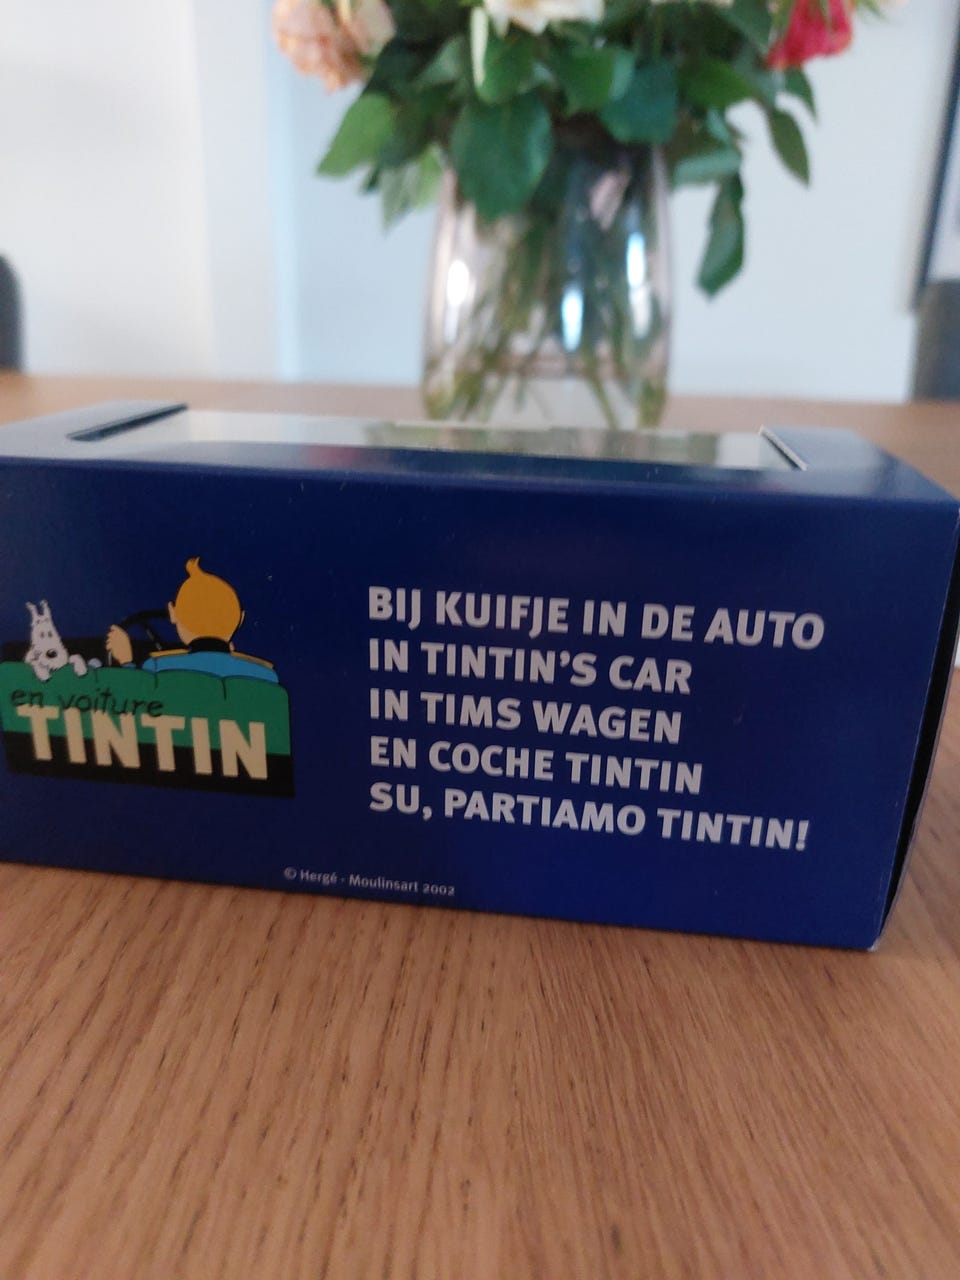 en voiture
TINTIN
BIJ KUIFJE IN DE AUTO
IN TINTIN'S CAR
IN TIMS WAGEN
EN COCHE TINTIN
SU, PARTIAMO TINTIN!
© Hergé - Moulinsart 2002